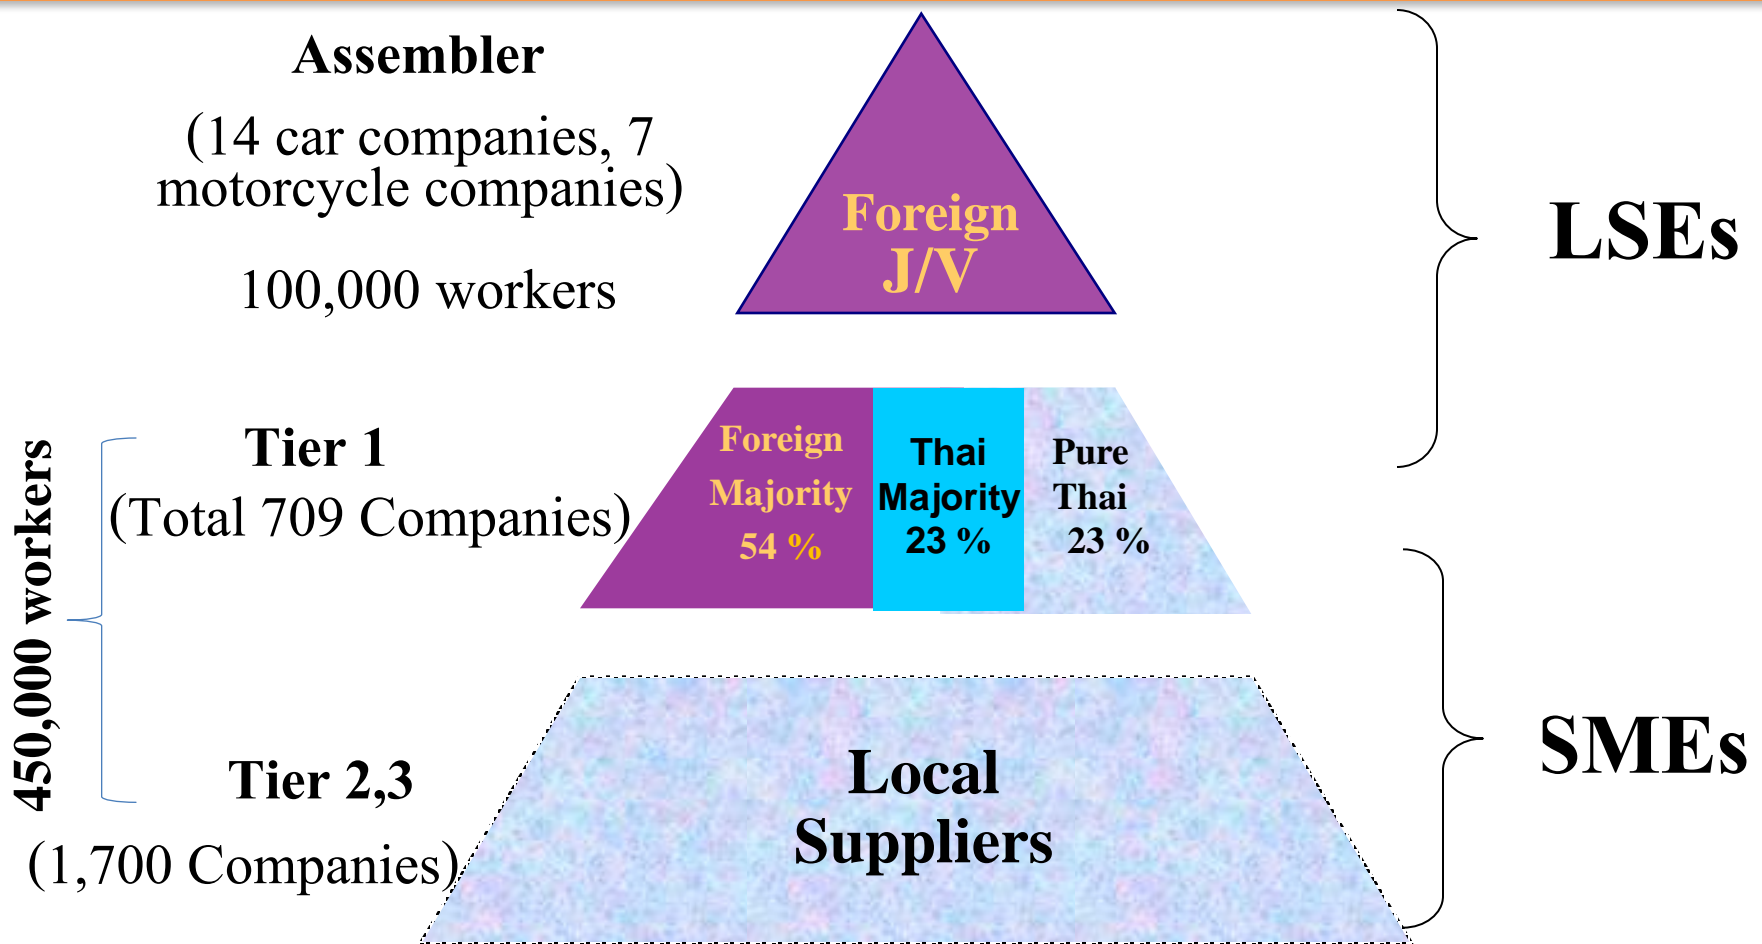 Assembler
(14 car companies, 7
motorcycle companies)
100,000 workers
Foreign
J/V
LSEs
450,000 workers
Tier 1
(Total 709 Companies)
Foreign
Majority
54 %
Thai
Majority
23 %
Pure
Thai
23 %
Tier 2,3
(1,700 Companies)
Local
Suppliers
SMEs